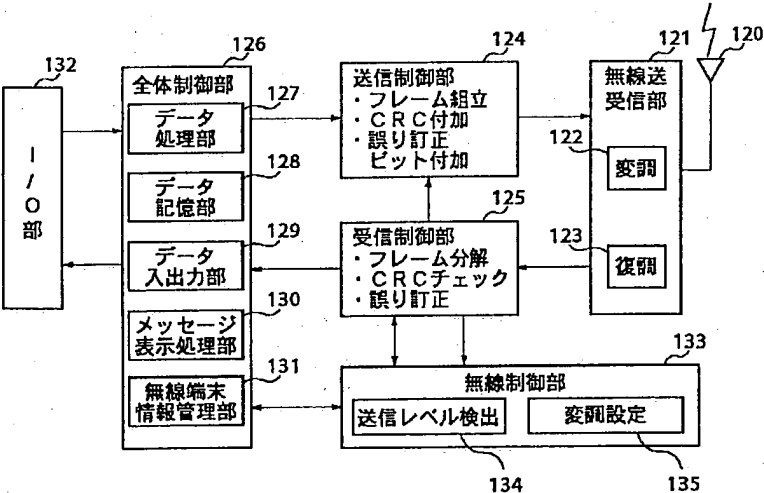 132
I/O部
126
全体制御部
127
データ
処理部
128
データ
記憶部
129
データ
入出力部
130
メッセージ
表示処理部
131
無線端末
情報管理部
124
送信制御部
・フレーム組立
・CRC付加
・誤り訂正
ビット付加
125
受信制御部
・フレーム分解
・CRCチェック
・誤り訂正
121
無線送
受信部
122
変調
123
復調
120
133
無線制御部
送信レベル検出
変調設定
134
135